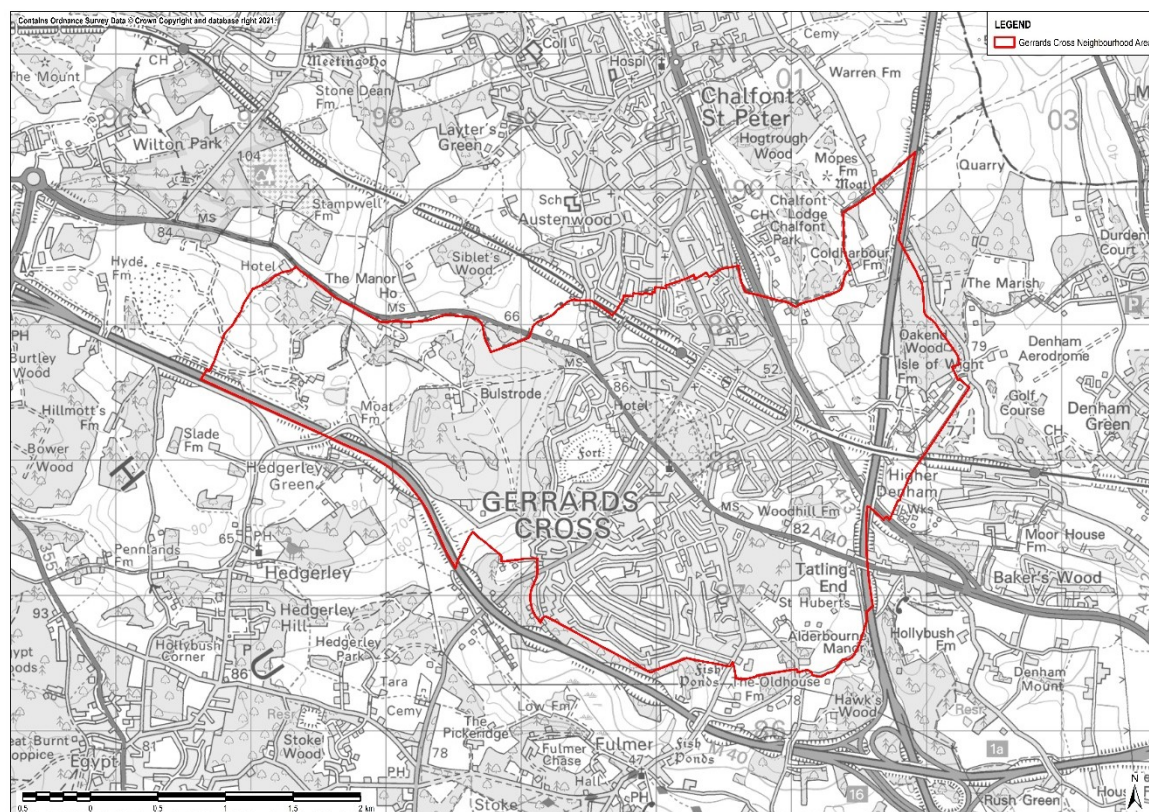 Contains Ordnance Survey Data © Crown Copyright and database right 2021.
LEGEND
Gerrards Cross Neighbourhood Area
Coll
CH
Meeting Ho
Hospl
Cemy
01
The Mount
Stone Dean
Fm
Warren Fm
98
Chalfont
St Peter
03
Wilton Park
Layter's
Green
Hogtrough
Wood
Mopes
Fm
Moat
Quarry
104
Stampwell
Fm
Sch
Austenwood
90
MS
84
CH
Chalfont
Lodge
Chalfont
Park
Durden
Court
Hyde
Fm
Hotel
The Manor
Ho
Siblet's
Wood
Coldharbour
Fm
The Marish
MS
66
P
PH
Burtley
Wood
Oakend
Wood
79
Isle of Wight
Fm
Denham
Aerodrome
MS
86
52
Bulstrode
Hotel
Golf
Course
Denham
Green
CH
Hillmott's
Fm
Moat
Fm
Slade
Fm
77
Bower
Wood
Fort
88
H
Hedgerley
Green
Higher
Denham
Wks
GERRARDS
CROSS
MS
Woodhill Fm
A413
82
A40
Moor House
Fm
Pennlands
Fm
65
PH
355
Hedgerley
Tatling
End
Baker's Wood
A412
93
Hedgerley
Hill
St Huberts
Hollybush
Corner
Hedgerley
Park
Alderbourne
Manor
Hollybush
Fm
P
86
U
Fish
Ponds
The Oldhouse
Fm
Denham
Mount
Tara
Cemy
78
Hawk's
Wood
Resr
Low Fm
The
Pickeridge
86
Resr
Stoke
Wood
Fulmer
Chase
Fulmer
47
Fish
Ponds
M40
81
Egypt
78
PH
Hall
PH
1a
16
Rush Green
Stoke
0.5
0
0.5
1
1.5
2 km
N